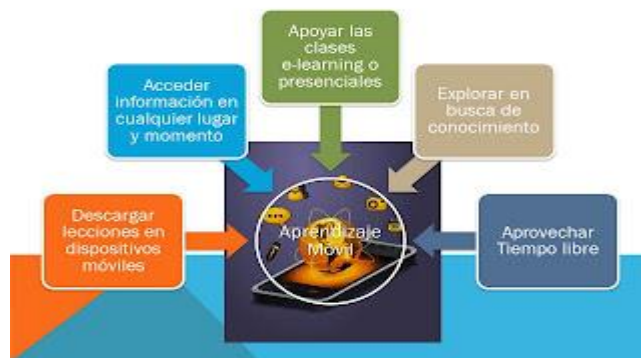 Apoyar las
clases
e-learning o
presenciales
Acceder
información en
cualquier lugar
y momento
Explorar en
busca de
conocimiento
Descargar
lecciones en
dispositivos
móviles
Aprendizaje
Móvil
Aprovechar
Tiempo libre